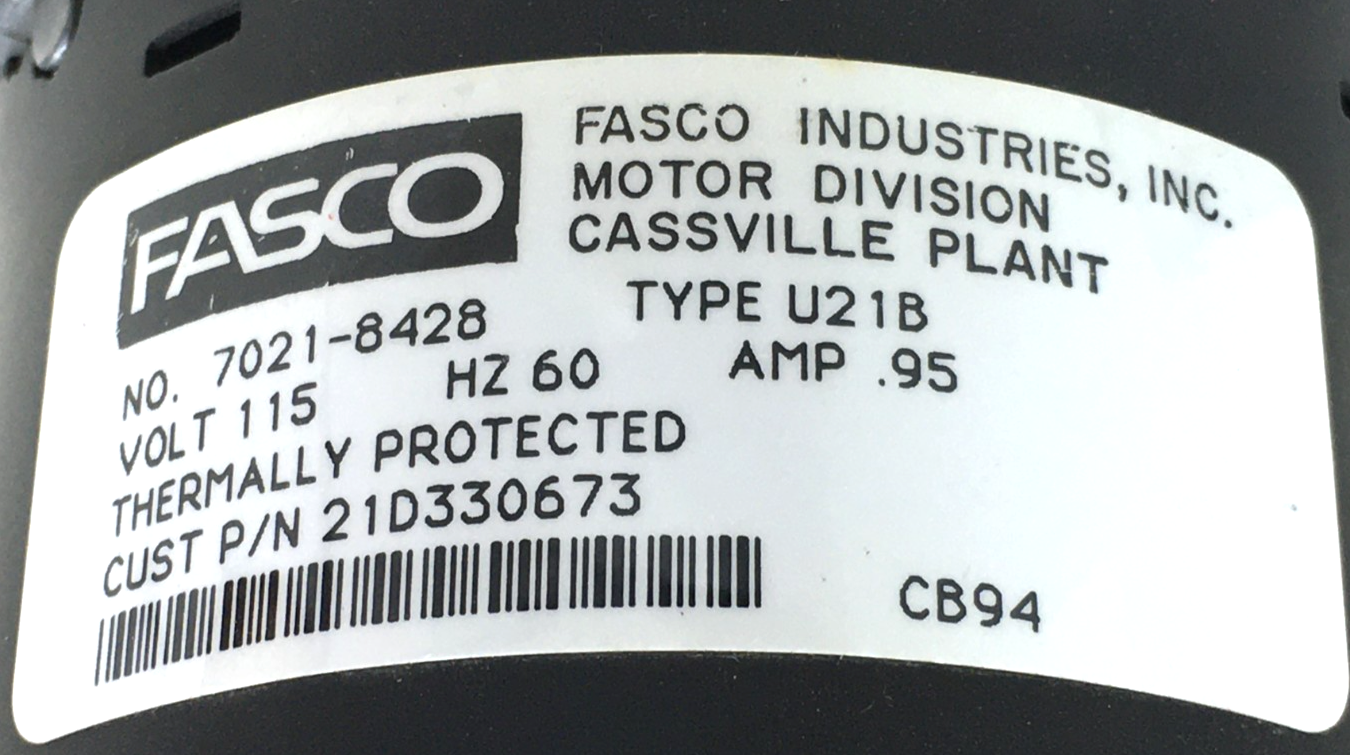 FASCO
FASCO INDUSTRIES, INC.
MOTOR DIVISION
CASSVILLE PLANT
NO. 7021-8428 TYPE U21B
VOLT 115 HZ 60 AMP .95
THERMALLY PROTECTED
CUST P/N 21D330673
CB94